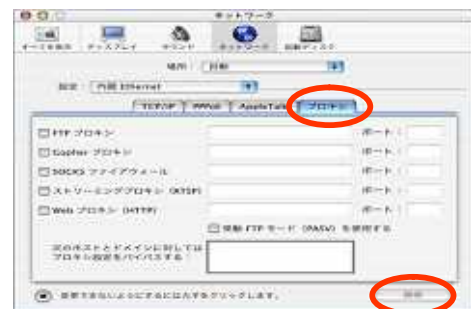 ネットワーク
すべてを表示 ディスプレイ サウンド ネットワーク 起動ディスク
場所： 自動
設定： 内蔵 Ethernet
TCP/IP PPPoE AppleTalk プロキシ
FTP プロキシ ポート：
Gopher プロキシ ポート：
SOCKS ファイアウォール ポート：
ストリーミングプロキシ (RTSP) ポート：
Web プロキシ (HTTP) ポート：
受動 FTP モード (PASV) を使用する
次のホストとドメインに対しては
プロキシ設定をバイパスする：
変更できないようにするにはカギをクリックします。